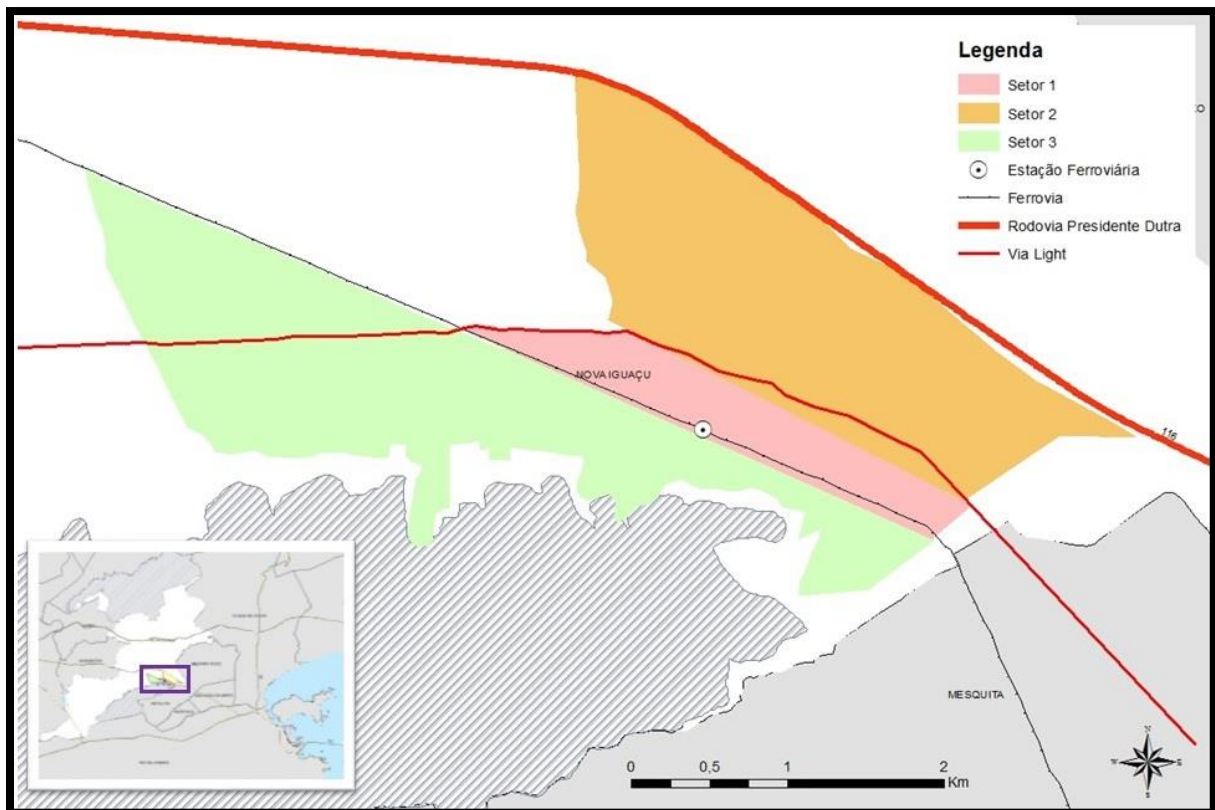 Legenda
Setor 1
Setor 2
Setor 3
Estação Ferroviária
Ferrovia
Rodovia Presidente Dutra
Via Light
NOVA IGUAÇU
116
MESQUITA
N
W E
S
0 0,5 1 2
Km